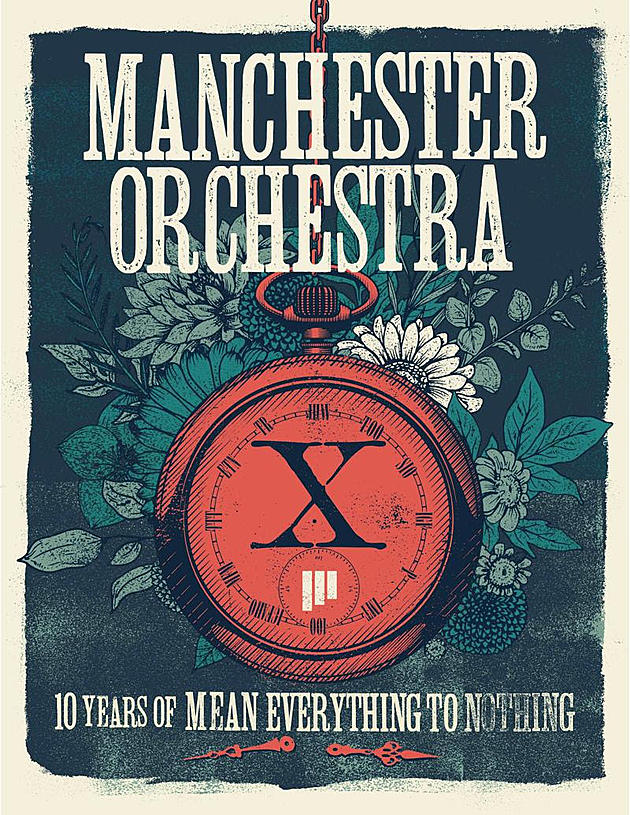 MANCHESTER
ORCHESTRA
X
10 YEARS OF MEAN EVERYTHING TO NOTHING